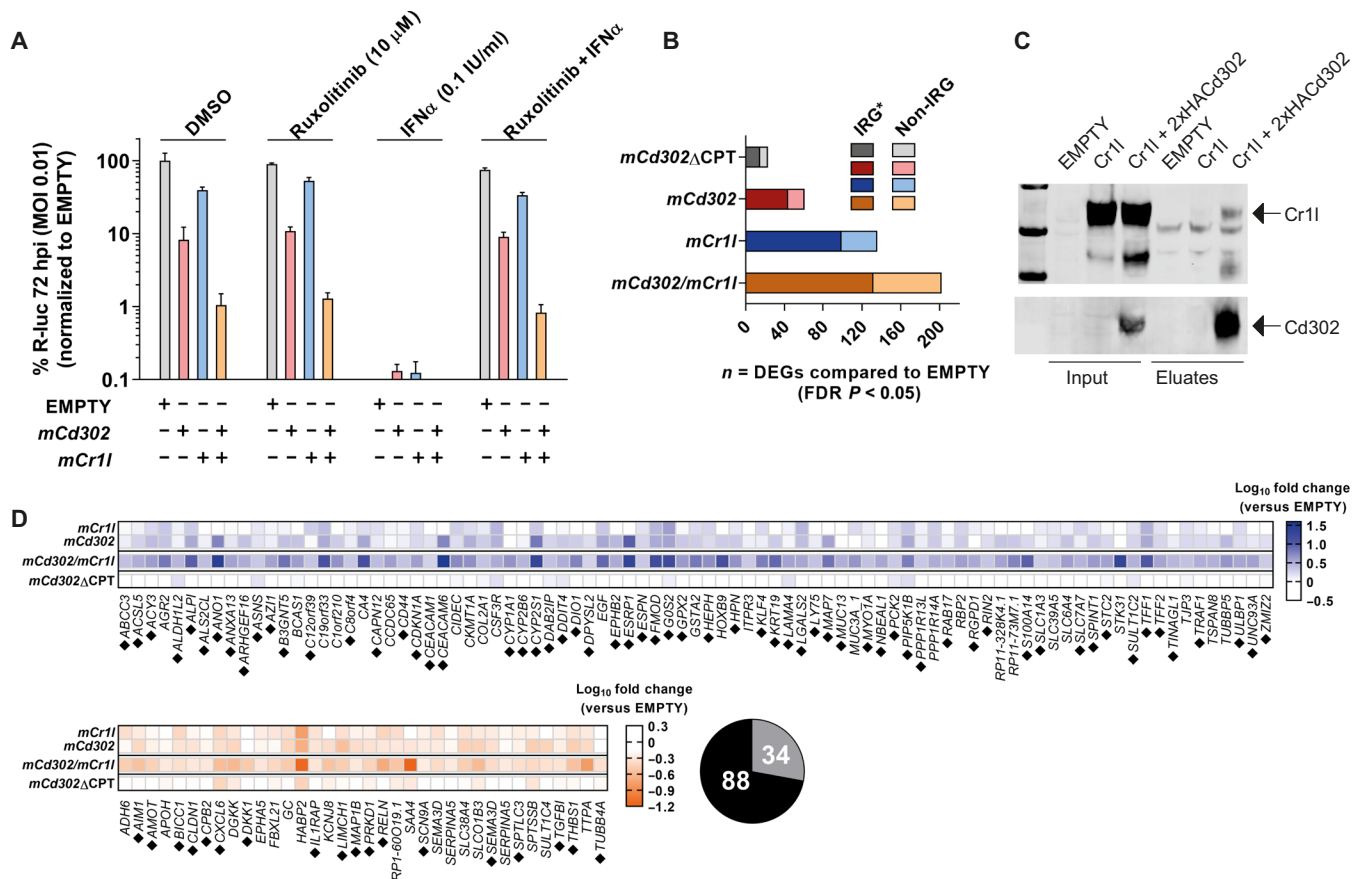 A
DMSO
Ruxolitinib (10 µM)
IFNα (0.1 IU/ml)
Ruxolitinib + IFNα
% R-luc 72 hpi (MOI 0.01)
(normalized to EMPTY)
100
10
1
0.1
EMPTY + − − − + − − − + − − − + − − −
mCd302 − + − + − + − + − + − + − + − +
mCr1l − − + + − − + + − − + + − − + +
B
IRG*
Non-IRG
mCd302ΔCPT
mCd302
mCr1l
mCd302/mCr1l
0 40 80 120 160 200
n = DEGs compared to EMPTY
(FDR P < 0.05)
C
EMPTY
Cr1l
Cr1l + 2xHACd302
EMPTY
Cr1l
Cr1l + 2xHACd302
Cr1l
Cd302
Input
Eluates
D
Log10 fold change
(versus EMPTY)
1.5
1.0
0.5
0
−0.5
mCr1l
mCd302
mCd302/mCr1l
mCd302ΔCPT
◆ABCC3
◆ACSL5
◆ACY3
AGR2
◆ALDH1L2
◆ALPI
◆ALS2CL
◆ANO1
◆ANXA13
◆ARHGEF16
◆ASNS
◆AZI1
◆B3GNT5
BCAS1
◆C12orf39
◆C19orf33
C1orf210
◆C8orf4
CA4
◆CAPN12
CCDC65
◆CD44
◆CDKN1A
◆CEACAM1
◆CEACAM6
CIDEC
CKMT1A
COL2A1
CSF3R
◆CYP1A1
◆CYP2B6
◆CYP2S1
◆DAB2IP
◆DDIT4
◆DIO1
◆DPYSL2
EGF
◆EPHB2
◆ESRP1
ESPN
◆FMOD
◆G0S2
◆GPX2
GSTA2
◆HEPH
HOXB9
◆HPN
ITPR3
◆KLF4
◆KRT19
◆LAMA4
◆LGALS2
◆LY75
◆MAP7
◆MUC13
MUC3A
◆MYO1A
◆NBEAL1
◆PCK2
◆PIP5K1B
◆PPP1R13L
PPP1R14A
◆RAB17
RBP2
◆RIN2
◆RGPD1
RP11-328K4.1
RP11-73M7.1
◆S100A14
◆SLC1A3
SLC39A5
SLC6A4
◆SLC7A7
◆SPINT1
◆STC2
STK31
◆SULT1C2
◆TFF1
◆TFF2
◆TINAGL1
TJP3
◆TRAF1
TSPAN8
TUBBP5
◆ULBP1
◆UNC93A
◆ZMIZ2
Log10 fold change
(versus EMPTY)
0.3
0
−0.3
−0.6
−0.9
−1.2
mCr1l
mCd302
mCd302/mCr1l
mCd302ΔCPT
ADH6
◆AIM1
◆AMOT
APOH
◆BICC1
◆CLDN1
◆CPB2
◆CXCL6
DGKK
◆DKK1
EPHA5
FBXL21
GC
HABP2
◆IL1RAP
KCNJ8
◆LIMCH1
◆MAP1B
◆PRKD1
◆RELN
RP1-60O19.1
SAA4
◆SCN9A
SEMA3D
SERPINA5
SLC38A4
SLCO1B3
◆SEMA3D
SERPINA5
◆SPTLC3
SPTSSB
SULT1C4
◆TGFBI
◆THBS1
TTPA
◆TUBB4A
34
88